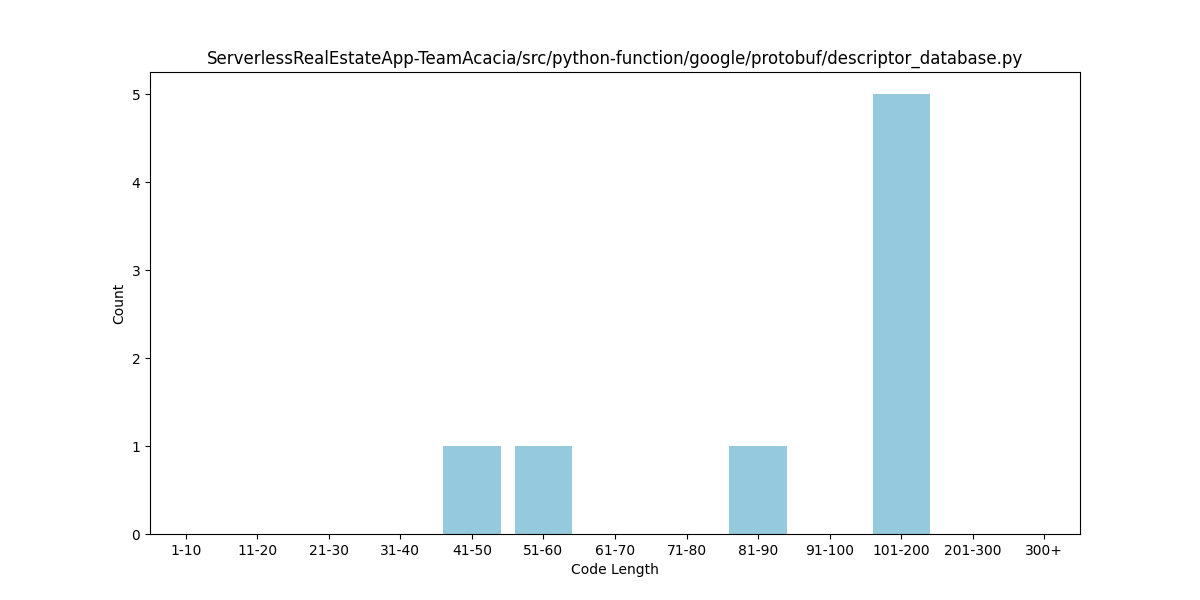 ServerlessRealEstateApp-TeamAcacia/src/python-function/google/protobuf/descriptor_database.py
5
4
3
2
1
0
Count
1-10 11-20 21-30 31-40 41-50 51-60 61-70 71-80 81-90 91-100 101-200 201-300 300+
Code Length